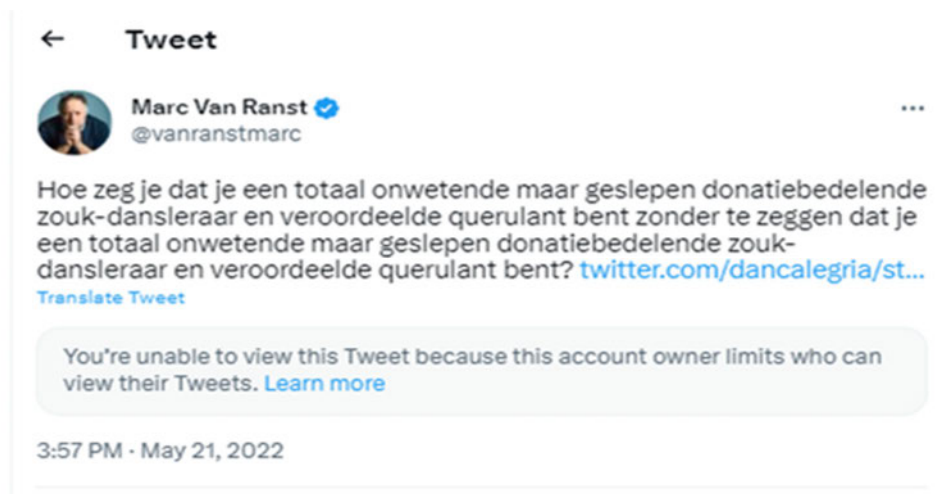 ← Tweet
Marc Van Ranst
@vanranstmarc
...
Hoe zeg je dat je een totaal onwetende maar geslepen donatiebedelende
zouk-dansleraar en veroordeelde querulant bent zonder te zeggen dat je
een totaal onwetende maar geslepen donatiebedelende zouk-
dansleraar en veroordeelde querulant bent? twitter.com/dancalegria/st...
Translate Tweet
You're unable to view this Tweet because this account owner limits who can
view their Tweets. Learn more
3:57 PM · May 21, 2022